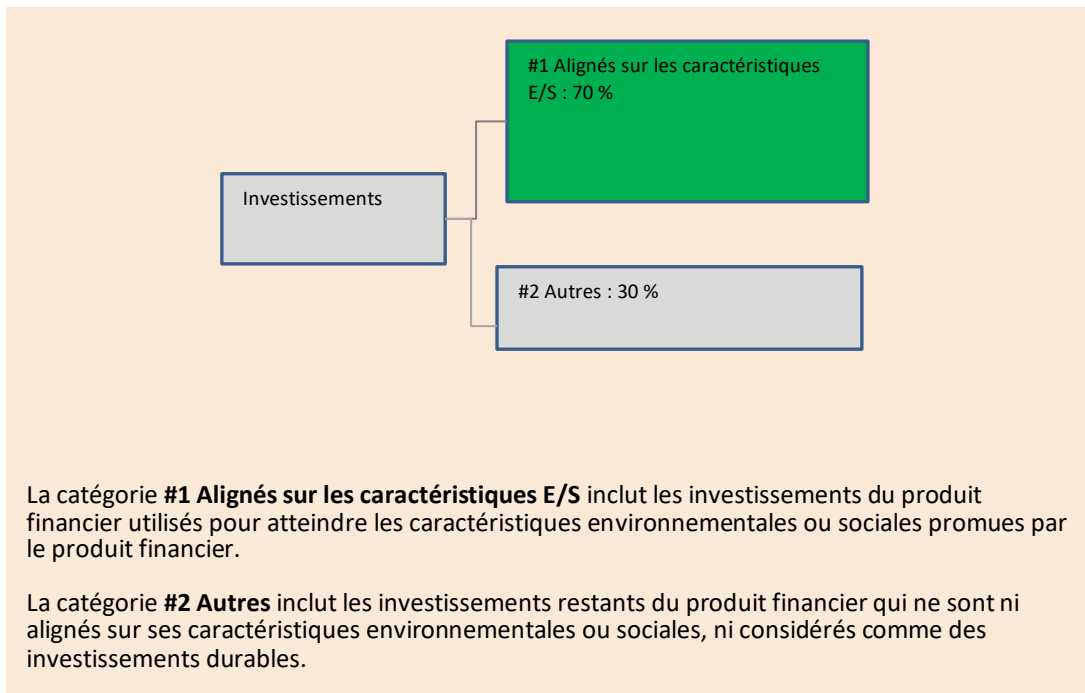 #1 Alignés sur les caractéristiques
E/S : 70 %
Investissements
#2 Autres : 30 %
La catégorie #1 Alignés sur les caractéristiques E/S inclut les investissements du produit
financier utilisés pour atteindre les caractéristiques environnementales ou sociales promues par
le produit financier.
La catégorie #2 Autres inclut les investissements restants du produit financier qui ne sont ni
alignés sur ses caractéristiques environnementales ou sociales, ni considérés comme des
investissements durables.